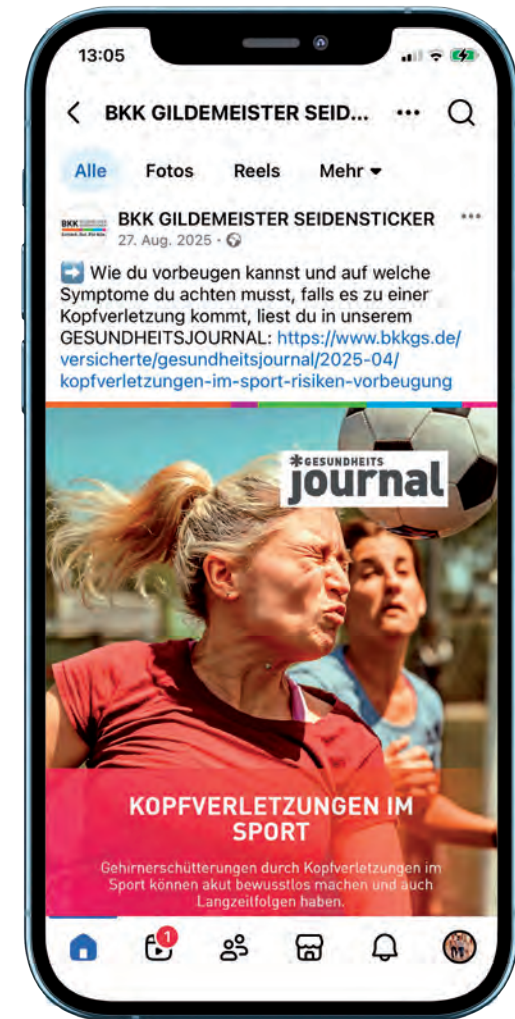 13:05
BKK GILDEMEISTER SEID... •••
Alle Fotos Reels Mehr
BKK
BKK GILDEMEISTER SEIDENSTICKER
27. Aug. 2025 ·
Wie du vorbeugen kannst und auf welche
Symptome du achten musst, falls es zu einer
Kopfverletzung kommt, liest du in unserem
GESUNDHEITSJOURNAL: https://www.bkkgs.de/
versicherte/gesundheitsjournal/2025-04/
kopfverletzungen-im-sport-risiken-vorbeugung
*GESUNDHEITS
journal
KOPFVERLETZUNGEN IM
SPORT
Gehirnerschütterungen durch Kopfverletzungen im
Sport können akut bewusstlos machen und auch
Langzeitfolgen haben.
1